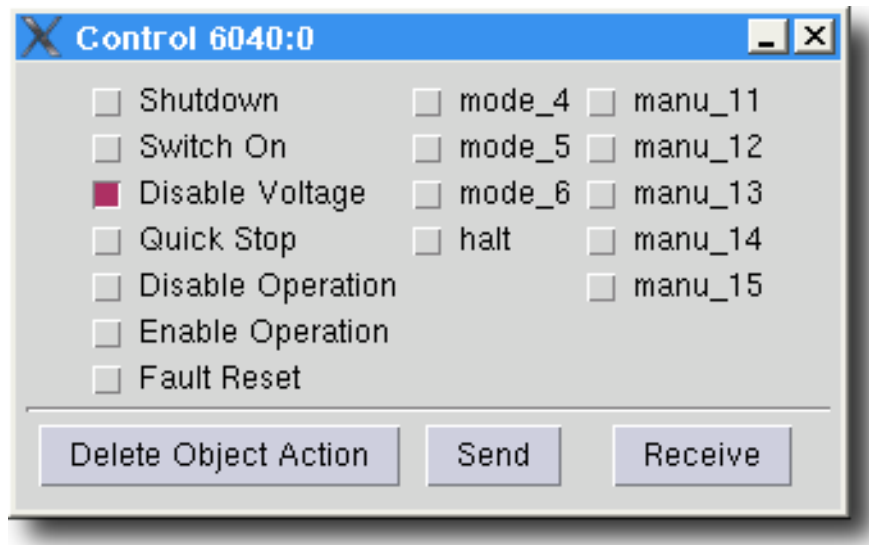 Control 6040:0
Shutdown mode_4 manu_11
Switch On mode_5 manu_12
Disable Voltage mode_6 manu_13
Quick Stop halt manu_14
Disable Operation manu_15
Enable Operation
Fault Reset
Delete Object Action Send Receive